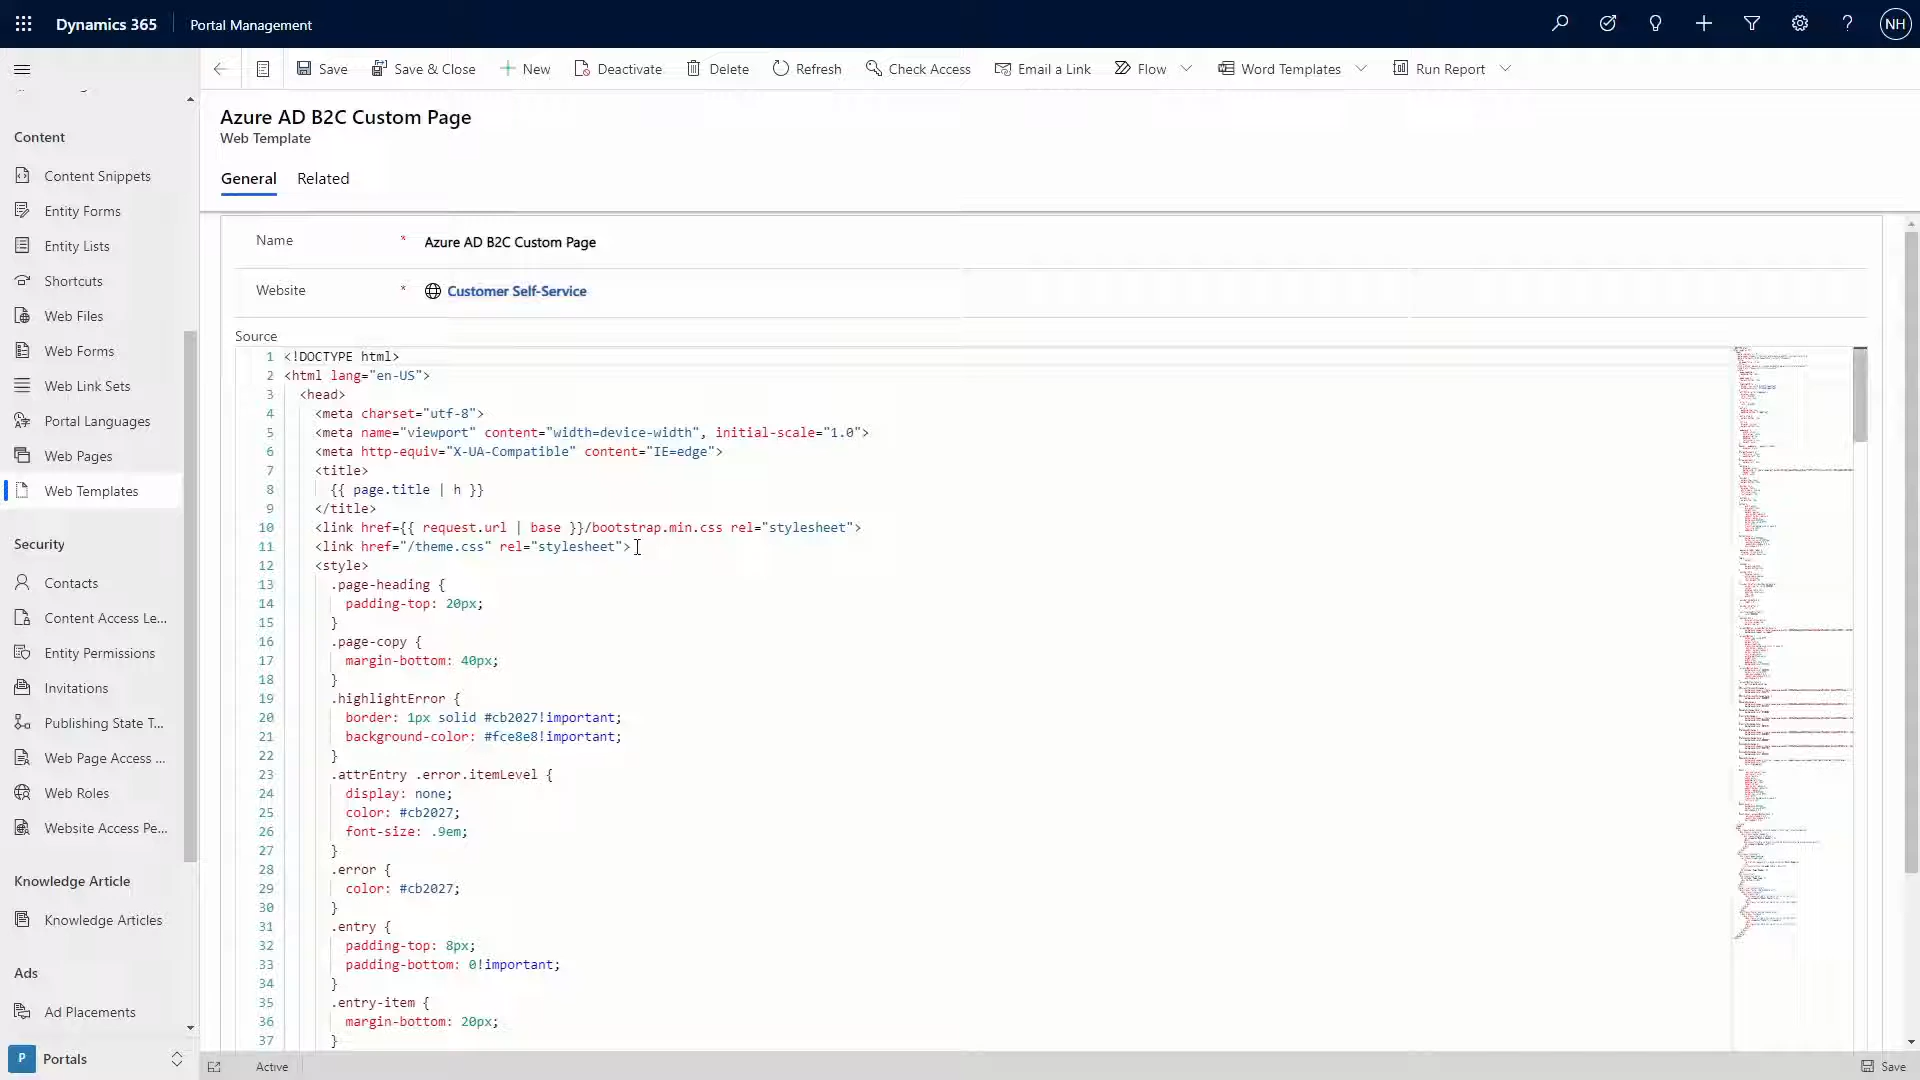 Dynamics 365 Portal Management NH
Save Save & Close New Deactivate Delete Refresh Check Access Email a Link Flow Word Templates Run Report
Azure AD B2C Custom Page
Web Template
General Related
Content
Content Snippets
Entity Forms
Entity Lists
Shortcuts
Web Files
Web Forms
Web Link Sets
Portal Languages
Web Pages
Web Templates
Security
Contacts
Content Access Le...
Entity Permissions
Invitations
Publishing State T...
Web Page Access ...
Web Roles
Website Access Pe...
Knowledge Article
Knowledge Articles
Ads
Ad Placements
P Portals
Name * Azure AD B2C Custom Page
Website * Customer Self-Service
Source
1 <!DOCTYPE html>
2 <html lang="en-US">
3 <head>
4 <meta charset="utf-8">
5 <meta name="viewport" content="width=device-width", initial-scale="1.0">
6 <meta http-equiv="X-UA-Compatible" content="IE=edge">
7 <title>
8 {{ page.title | h }}
9 </title>
10 <link href={{ request.url | base }}/bootstrap.min.css rel="stylesheet">
11 <link href="/theme.css" rel="stylesheet">
12 <style>
13 .page-heading {
14 padding-top: 20px;
15 }
16 .page-copy {
17 margin-bottom: 40px;
18 }
19 .highlightError {
20 border: 1px solid #cb2027!important;
21 background-color: #fce8e8!important;
22 }
23 .attrEntry .error.itemLevel {
24 display: none;
25 color: #cb2027;
26 font-size: .9em;
27 }
28 .error {
29 color: #cb2027;
30 }
31 .entry {
32 padding-top: 8px;
33 padding-bottom: 0!important;
34 }
35 .entry-item {
36 margin-bottom: 20px;
37 }
Active Save